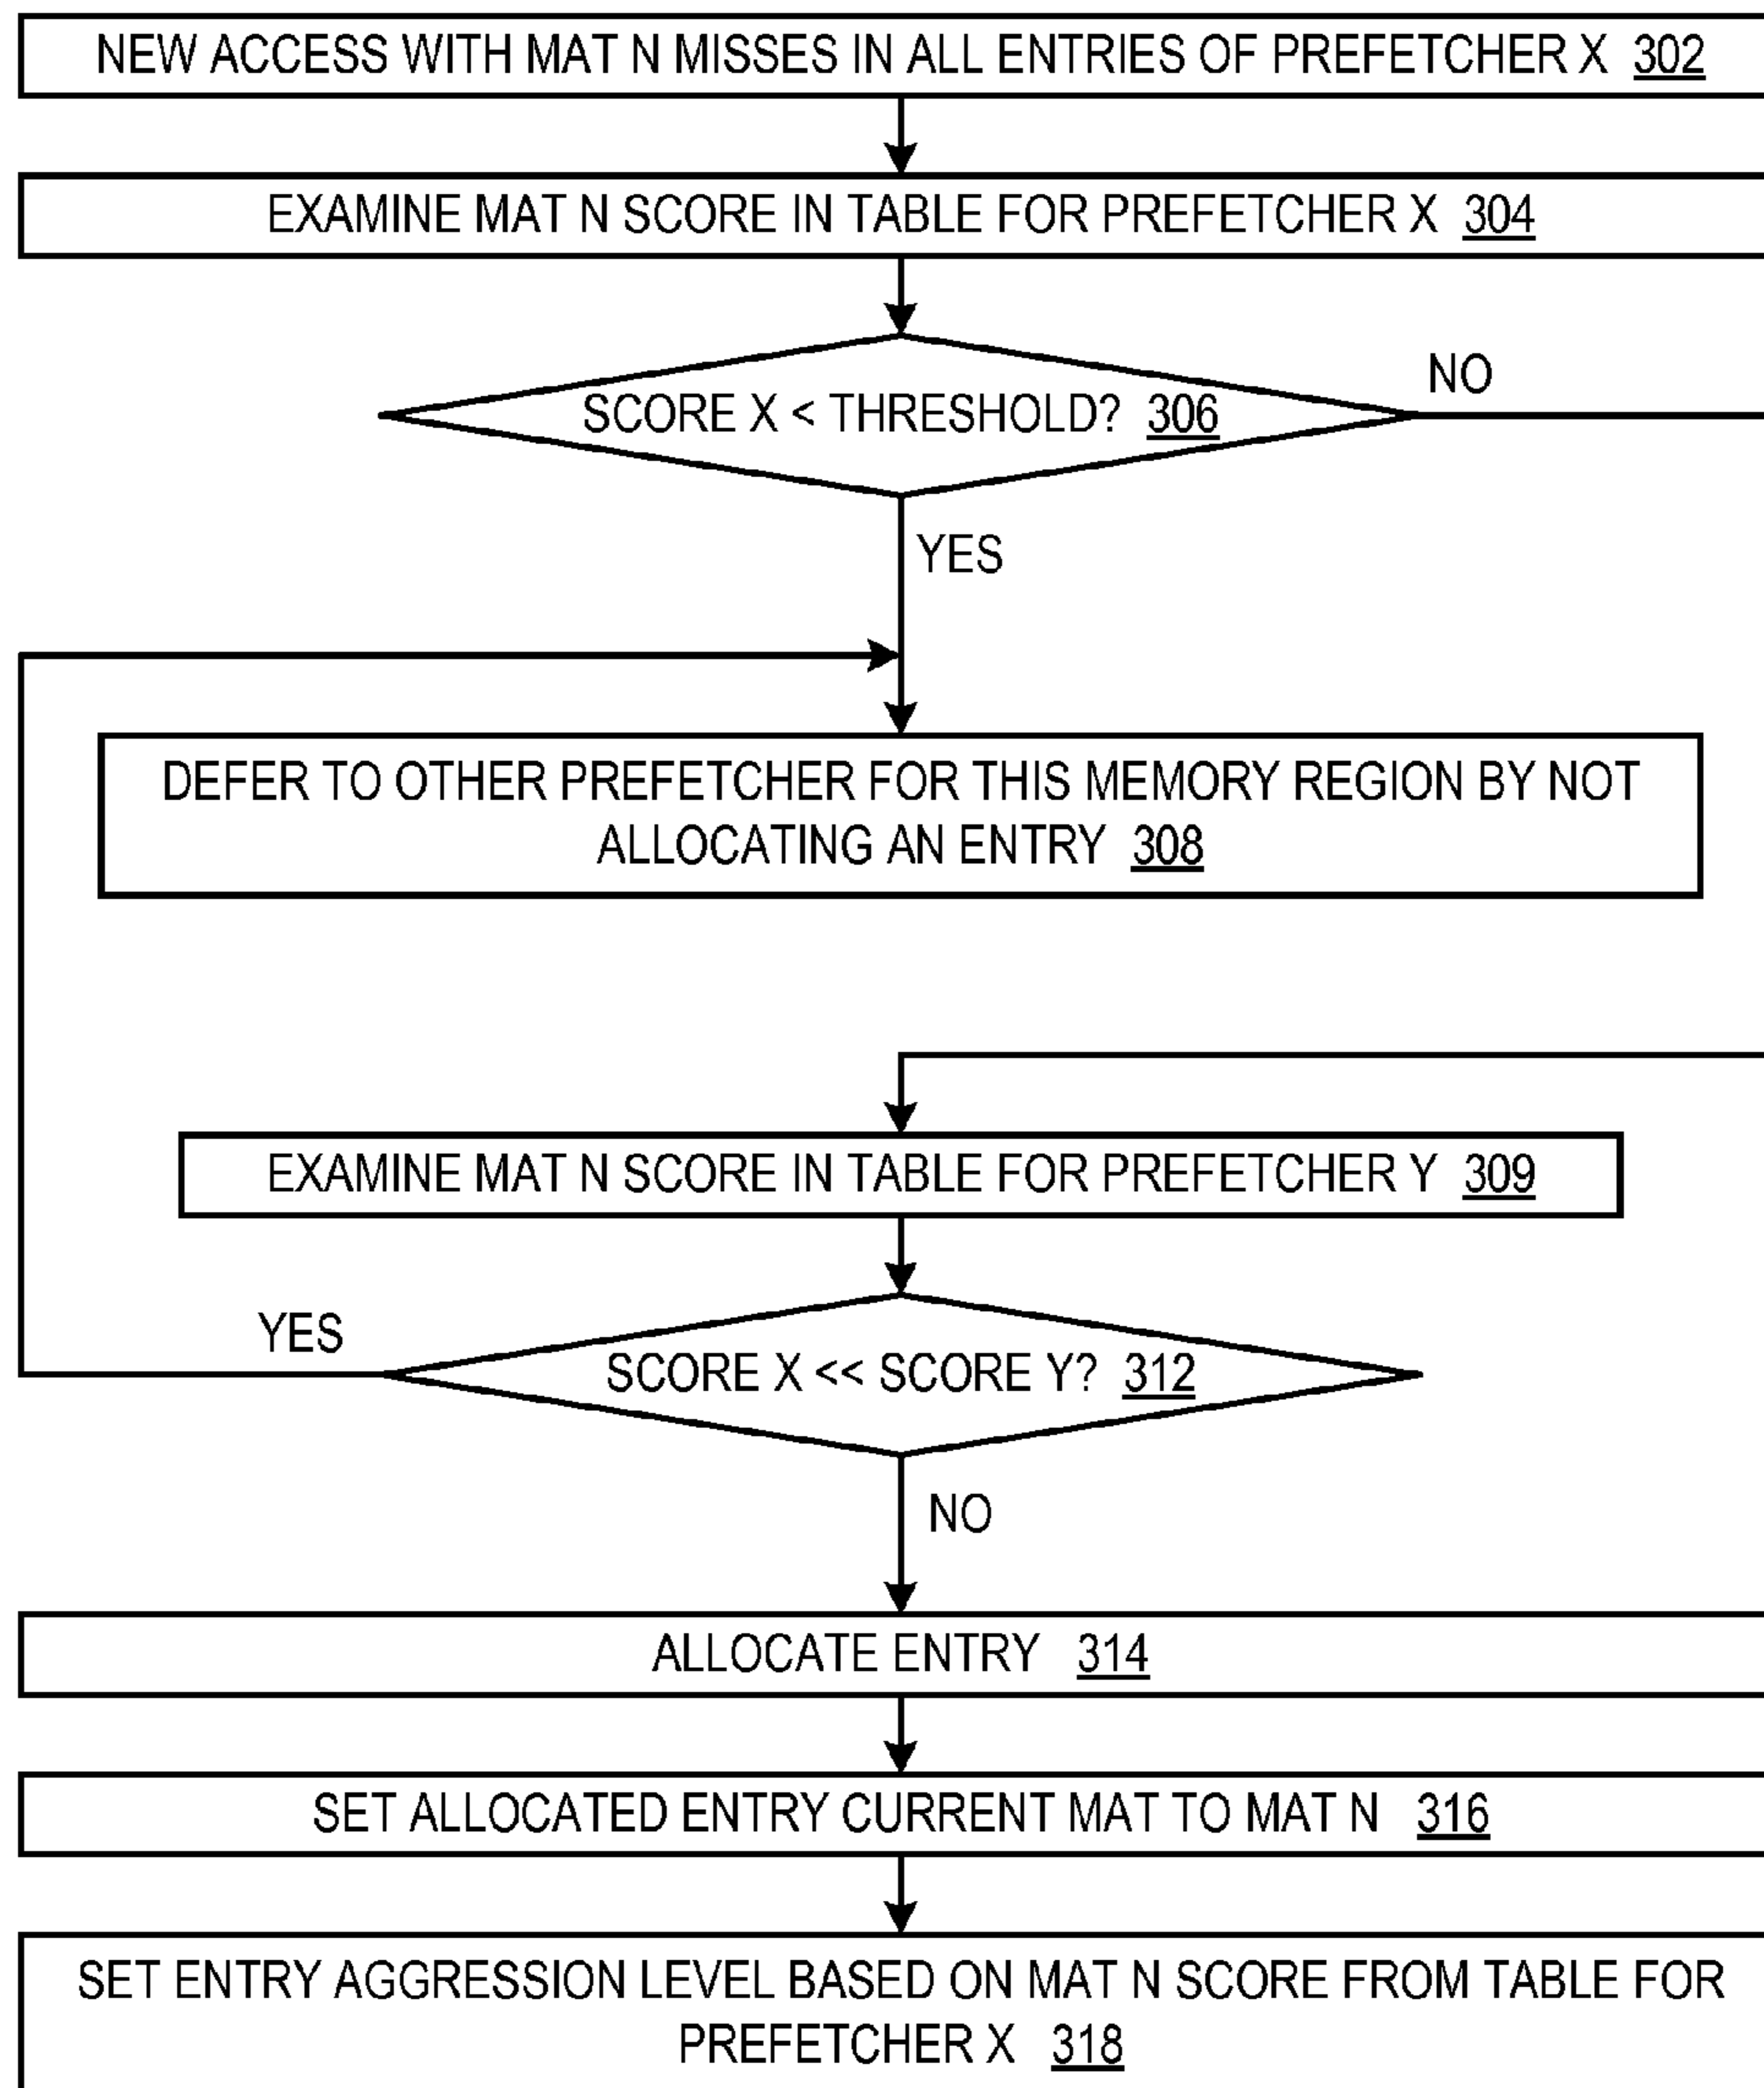 NEW ACCESS WITH MAT N MISSES IN ALL ENTRIES OF PREFETCHER X 302
EXAMINE MAT N SCORE IN TABLE FOR PREFETCHER X 304
SCORE X < THRESHOLD? 306
NO
YES
DEFER TO OTHER PREFETCHER FOR THIS MEMORY REGION BY NOT
ALLOCATING AN ENTRY 308
EXAMINE MAT N SCORE IN TABLE FOR PREFETCHER Y 309
YES
SCORE X << SCORE Y? 312
NO
ALLOCATE ENTRY 314
SET ALLOCATED ENTRY CURRENT MAT TO MAT N 316
SET ENTRY AGGRESSION LEVEL BASED ON MAT N SCORE FROM TABLE FOR
PREFETCHER X 318